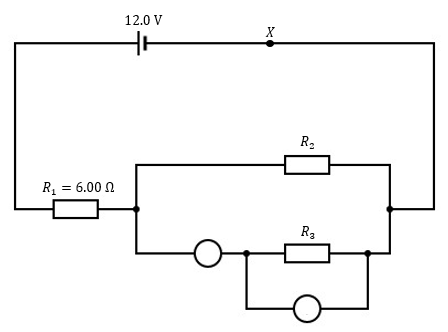 12.0 V
X
R₂
R₁ = 6.00 Ω
R₃